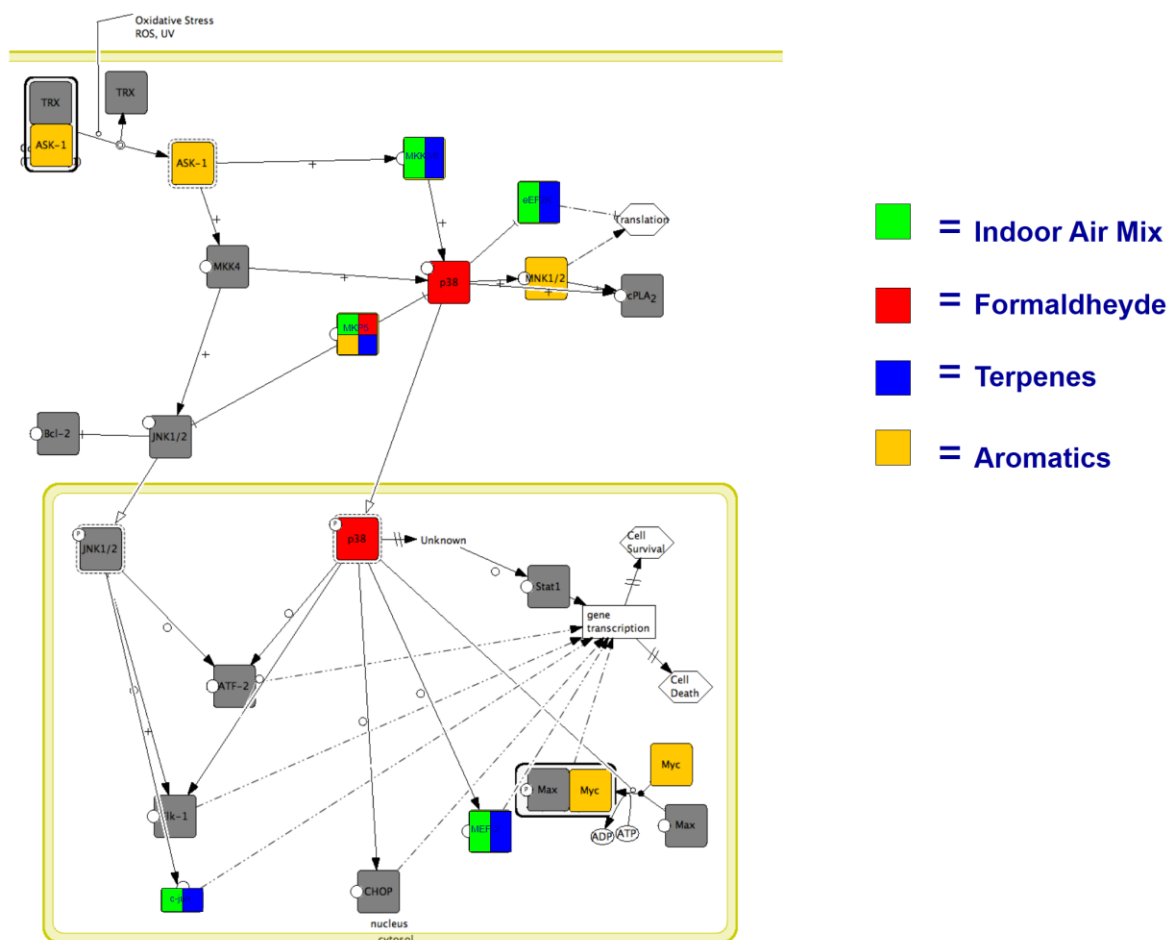 Oxidative Stress
ROS, UV
TRX
TRX
ASK-1
ASK-1
MKK4
p38
MNK1/2
Translation
cPLA2
MKP5
Bcl-2
JNK1/2
= Indoor Air Mix
= Formaldheyde
= Terpenes
= Aromatics
P
JNK1/2
P
p38
Unknown
Cell
Survival
Stat1
gene
transcription
ATF-2
Cell
Death
Myc
P
Max
Myc
Max
ADP
ATP
CHOP
nucleus
cytosol